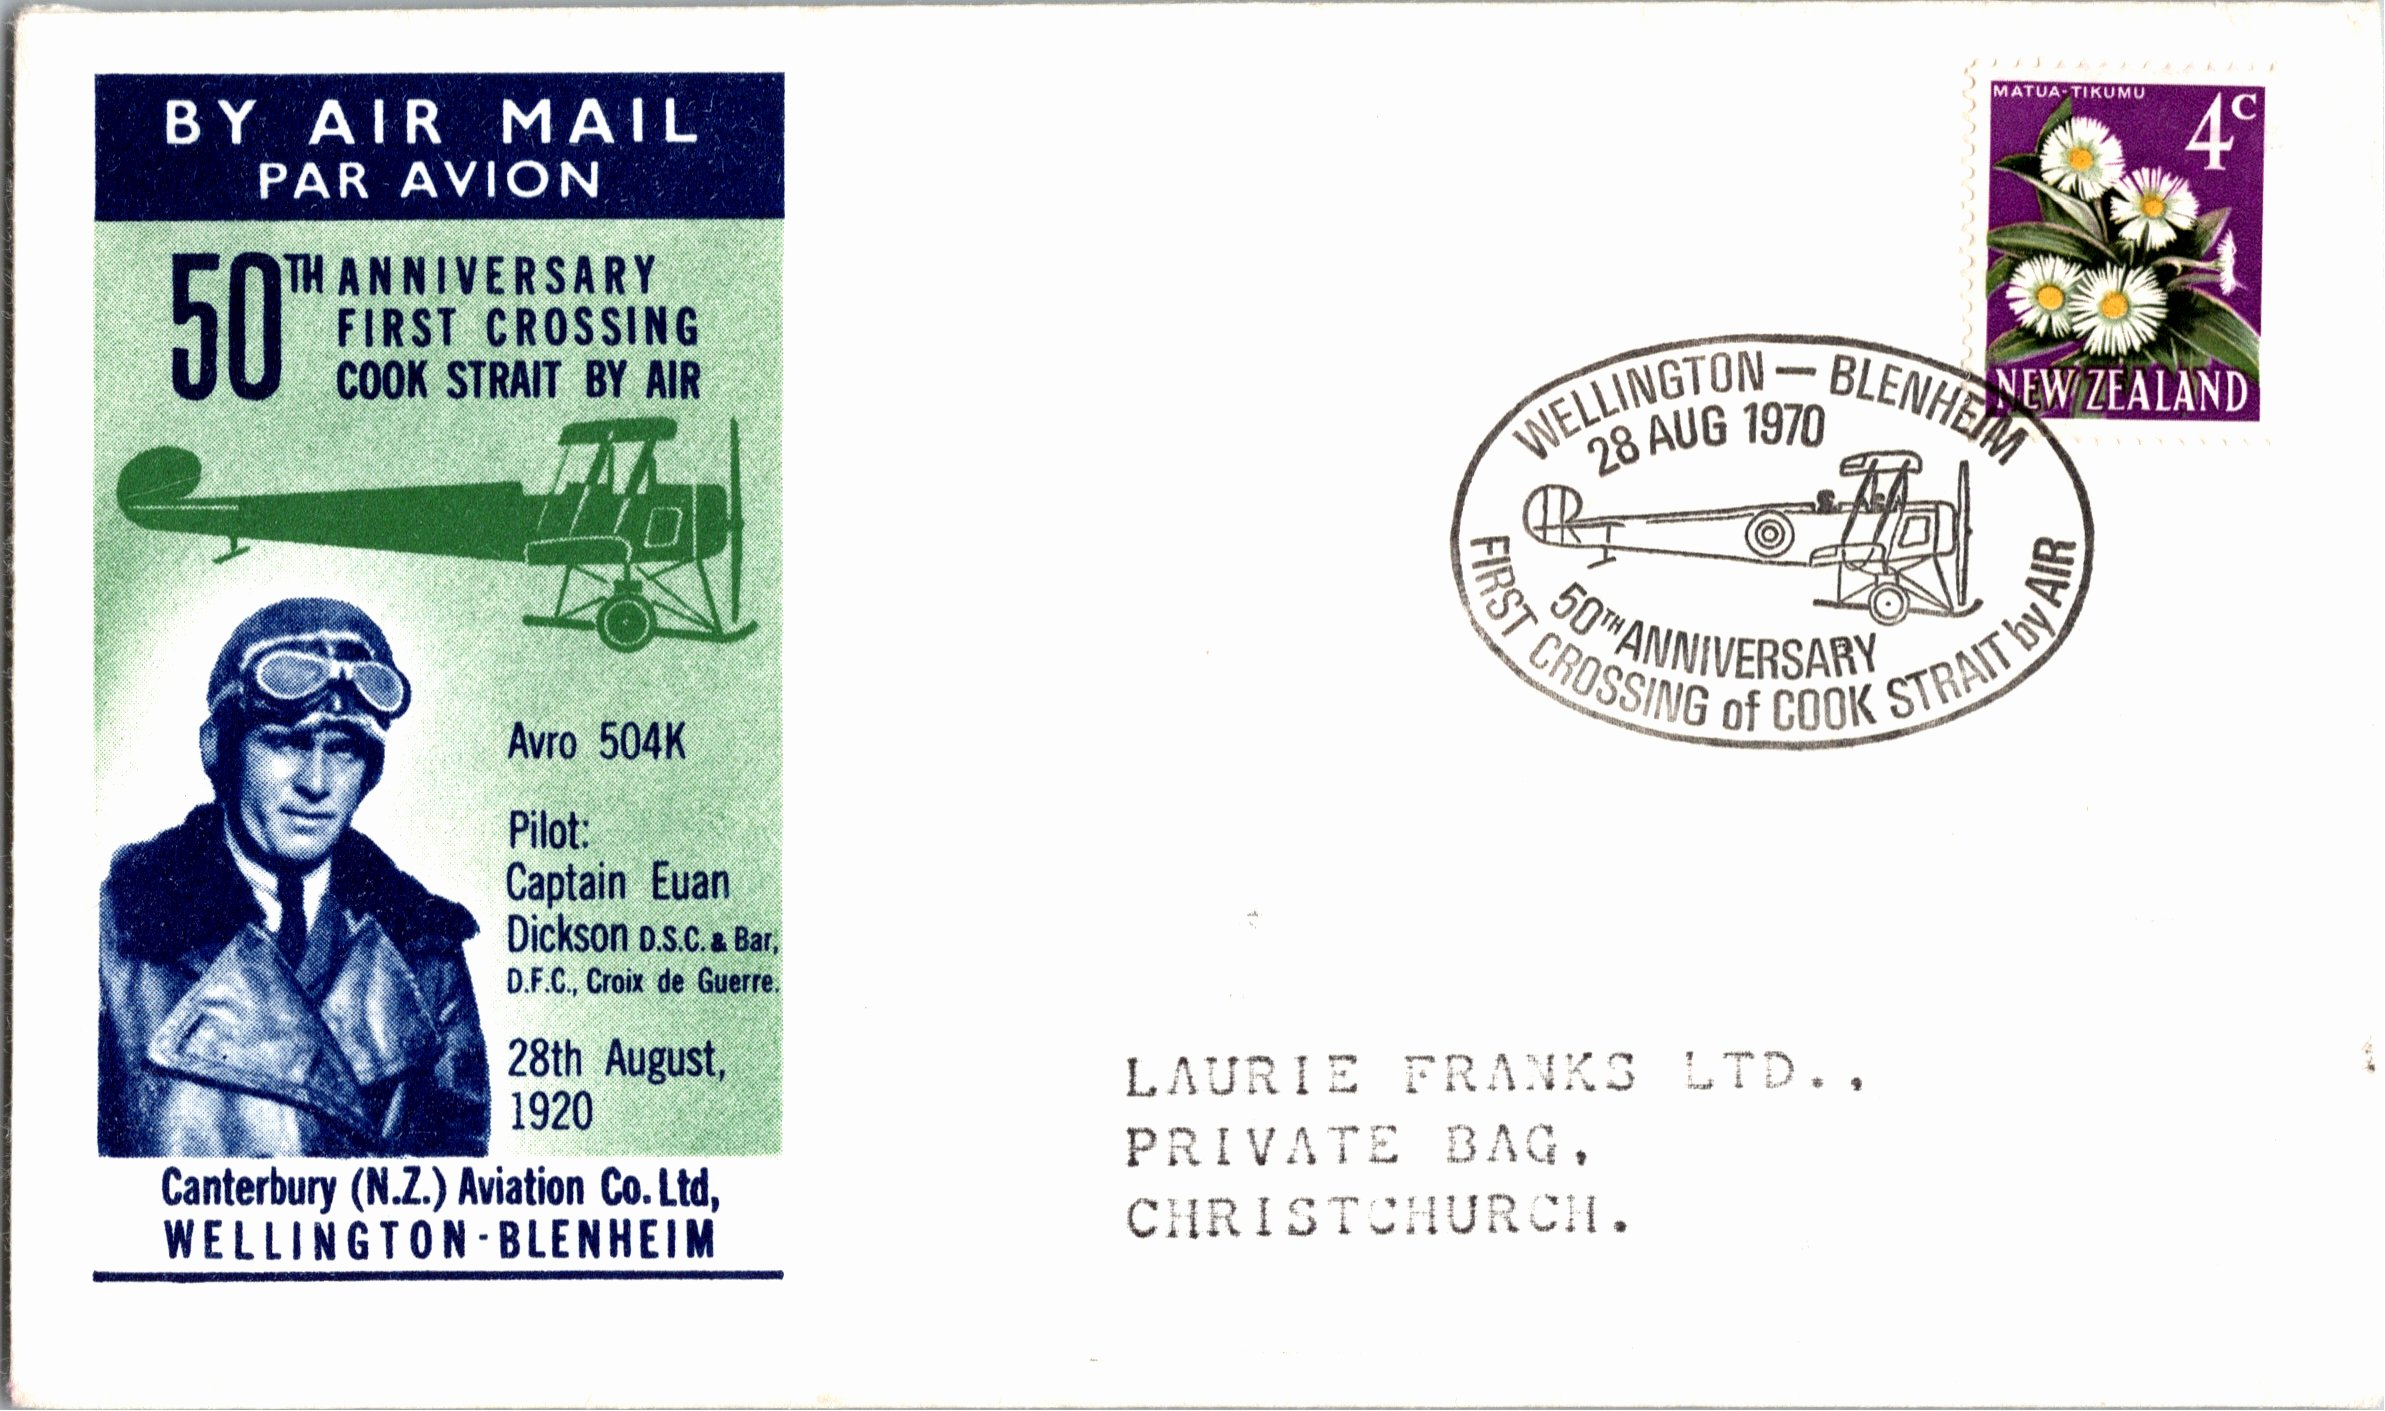 BY AIR MAIL
PAR AVION
50TH ANNIVERSARY
FIRST CROSSING
COOK STRAIT BY AIR
Avro 504K
Pilot:
Captain Euan
Dickson D.S.C. & Bar,
D.F.C., Croix de Guerre.
28th August,
1920
Canterbury (N.Z.) Aviation Co. Ltd,
WELLINGTON-BLENHEIM
MATUA-TIKUMU
4c
NEW ZEALAND
WELLINGTON — BLENHEIM
28 AUG 1970
50TH ANNIVERSARY
FIRST CROSSING of COOK STRAIT by AIR
LAURIE FRANKS LTD.,
PRIVATE BAG,
CHRISTCHURCH.